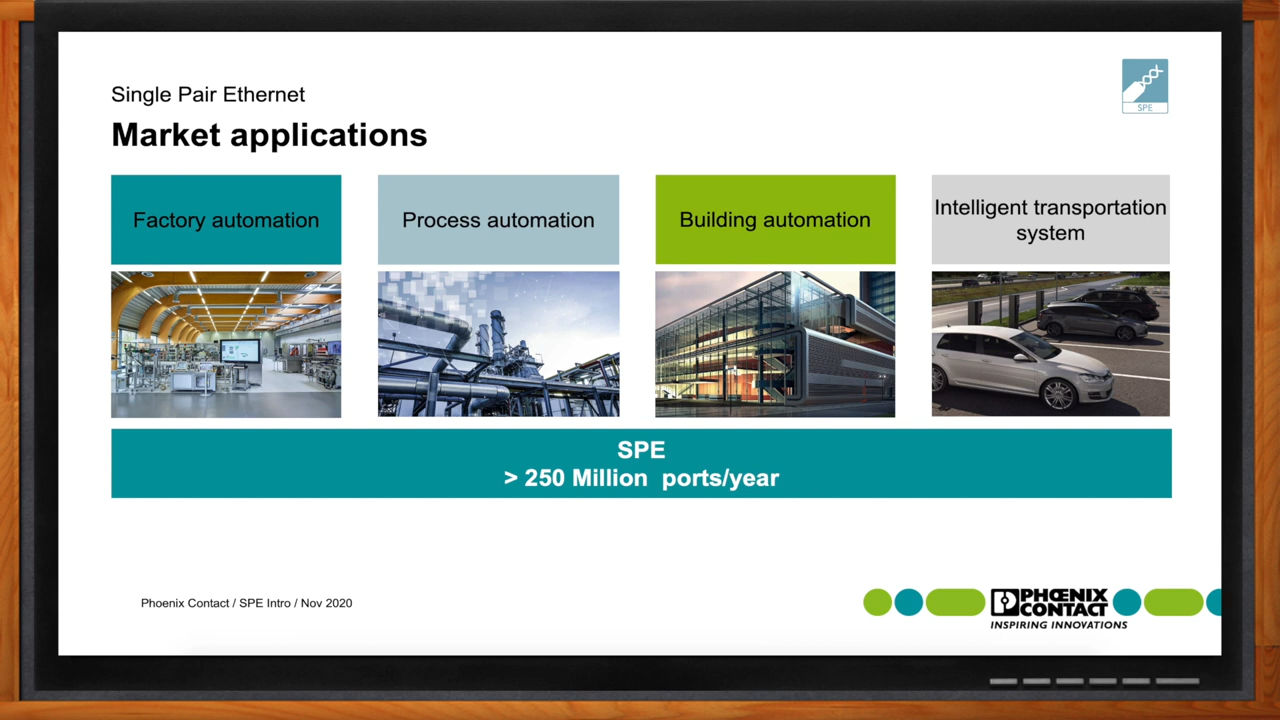 Single Pair Ethernet
Market applications
SPE
Factory automation
Process automation
Building automation
Intelligent transportation
system
SPE
> 250 Million ports/year
Phoenix Contact / SPE Intro / Nov 2020
PHŒNIX
CONTACT
INSPIRING INNOVATIONS